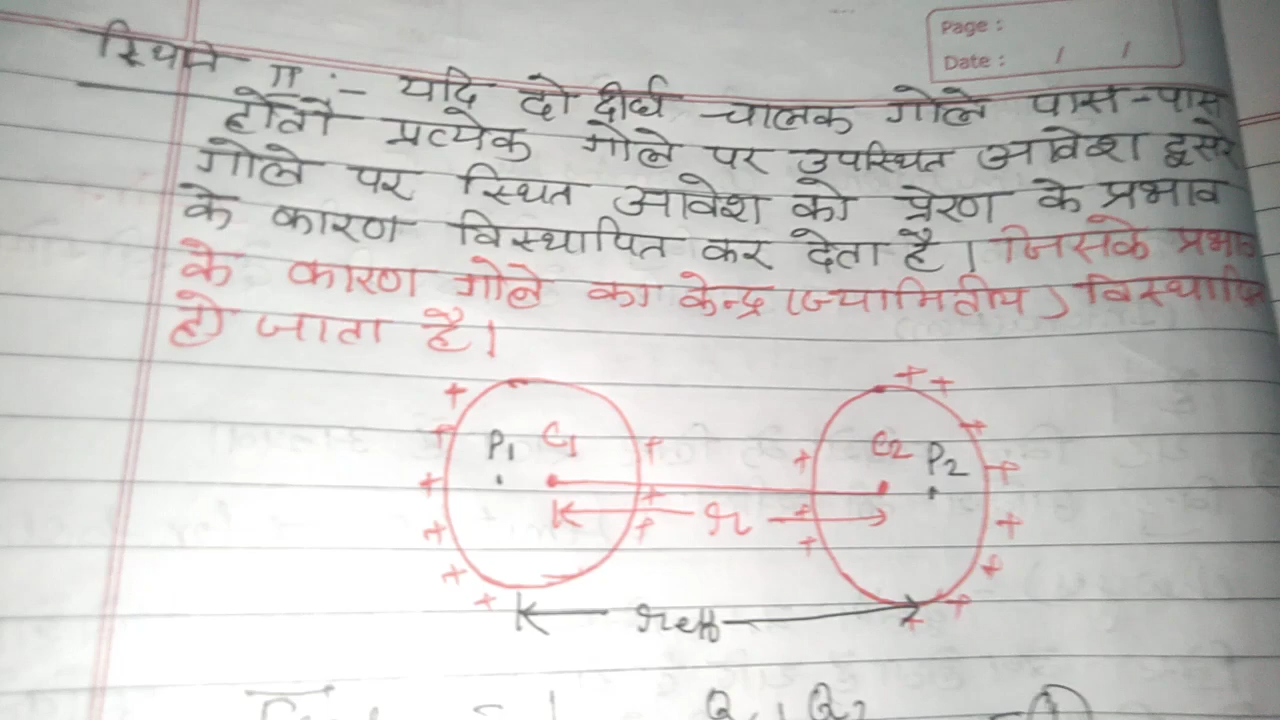 Page :
Date : / /
स्थिति II :- यदि दो दीर्घ चालक गोले पास-पास
होतो प्रत्येक गोले पर उपस्थित आवेश दूसरे
गोले पर स्थित आवेश को प्रेरण के प्रभाव
के कारण विस्थापित कर देता है। जिसके प्रभाव
के कारण गोले का केन्द्र (ज्यामितीय) विस्थापित
हो जाता है।
P1 C1 C2 P2
r
reff
= 1 Q1 Q2